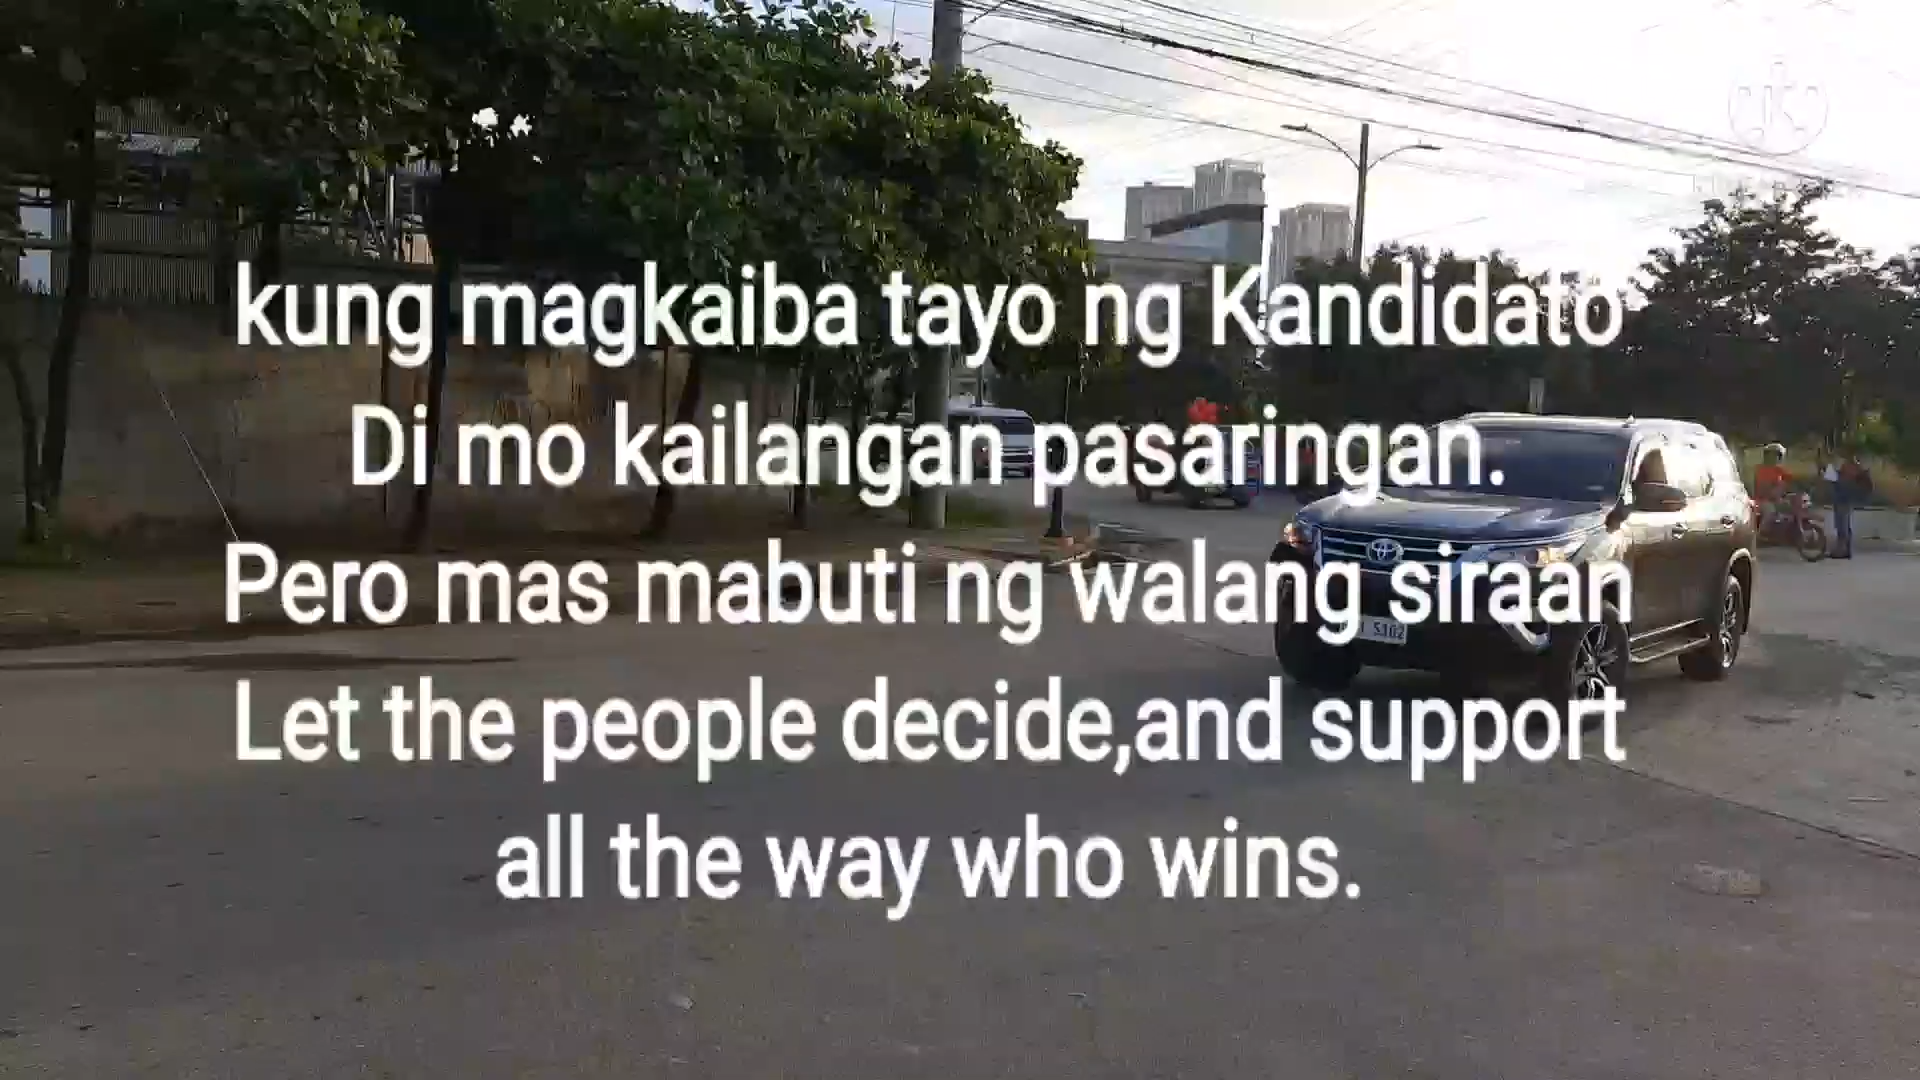 kung magkaiba tayo ng Kandidato
Di mo kailangan pasaringan.
Pero mas mabuti ng walang siraan
Let the people decide,and support
all the way who wins.
5102